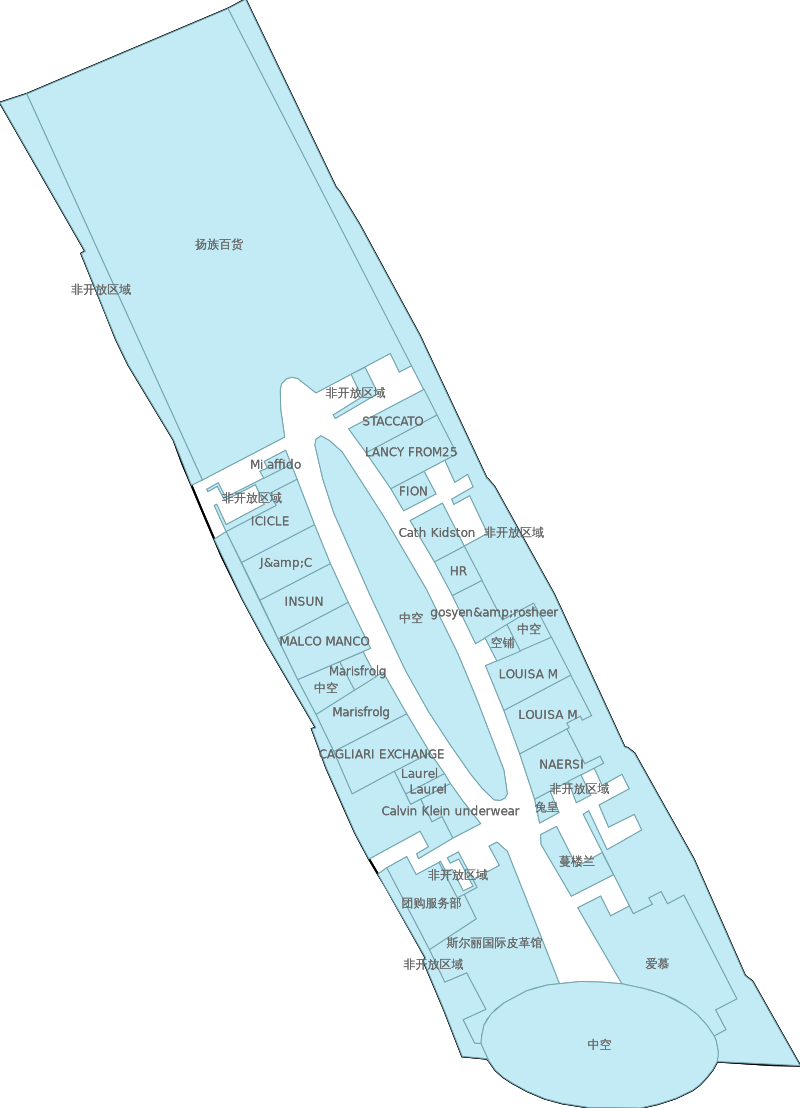 扬族百货
非开放区域
非开放区域
STACCATO
LANCY FROM25
Mi affido
FION
非开放区域
ICICLE
Cath Kidston
非开放区域
J&amp;C
HR
INSUN
gosyen&amp;rosheer
中空
中空
MALCO MANCO
空铺
Marisfrolg
LOUISA M
中空
Marisfrolg
LOUISA M
CAGLIARI EXCHANGE
NAERSI
Laurel
Laurel
非开放区域
兔皇
Calvin Klein underwear
蔓楼兰
非开放区域
团购服务部
斯尔丽国际皮革馆
非开放区域
爱慕
中空